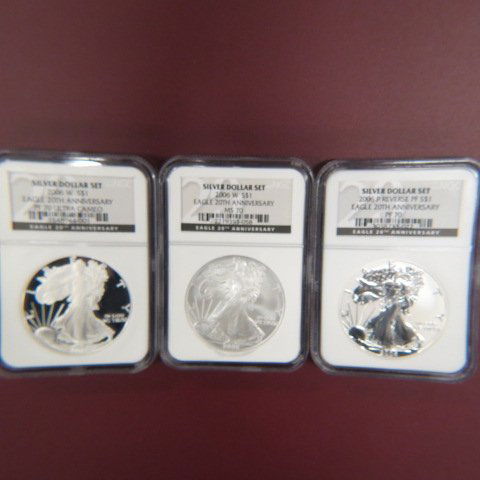 SILVER DOLLAR SET
2006 W S$1
EAGLE 20TH ANNIVERSARY
PF 70 ULTRA CAMEO
EAGLE 20th ANNIVERSARY
SILVER DOLLAR SET
2006 W S$1
EAGLE 20TH ANNIVERSARY
MS 70
EAGLE 20th ANNIVERSARY
SILVER DOLLAR SET
2006 P REVERSE PF S$1
EAGLE 20TH ANNIVERSARY
PF 70
EAGLE 20th ANNIVERSARY